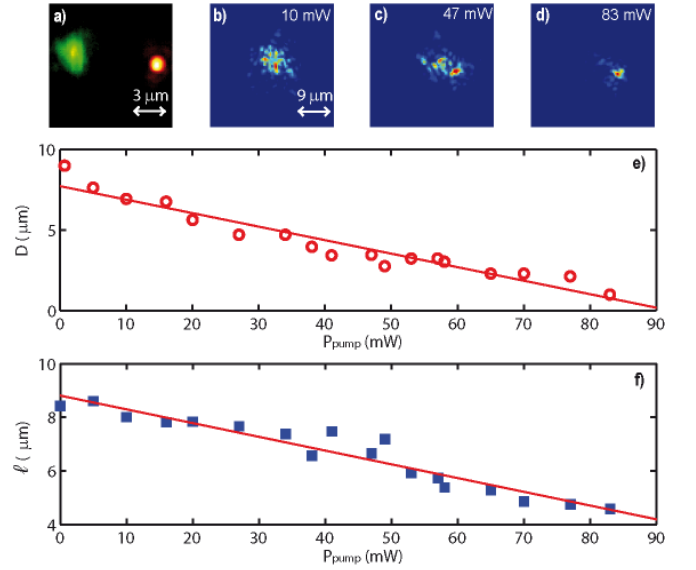 a) b) 10 mW c) 47 mW d) 83 mW
3 μm 9 μm
10 e)
5
0
D (μm)
0 10 20 30 40 50 60 70 80 90
Ppump (mW)
10 f)
8
6
4
ℓ (μm)
0 10 20 30 40 50 60 70 80 90
Ppump (mW)